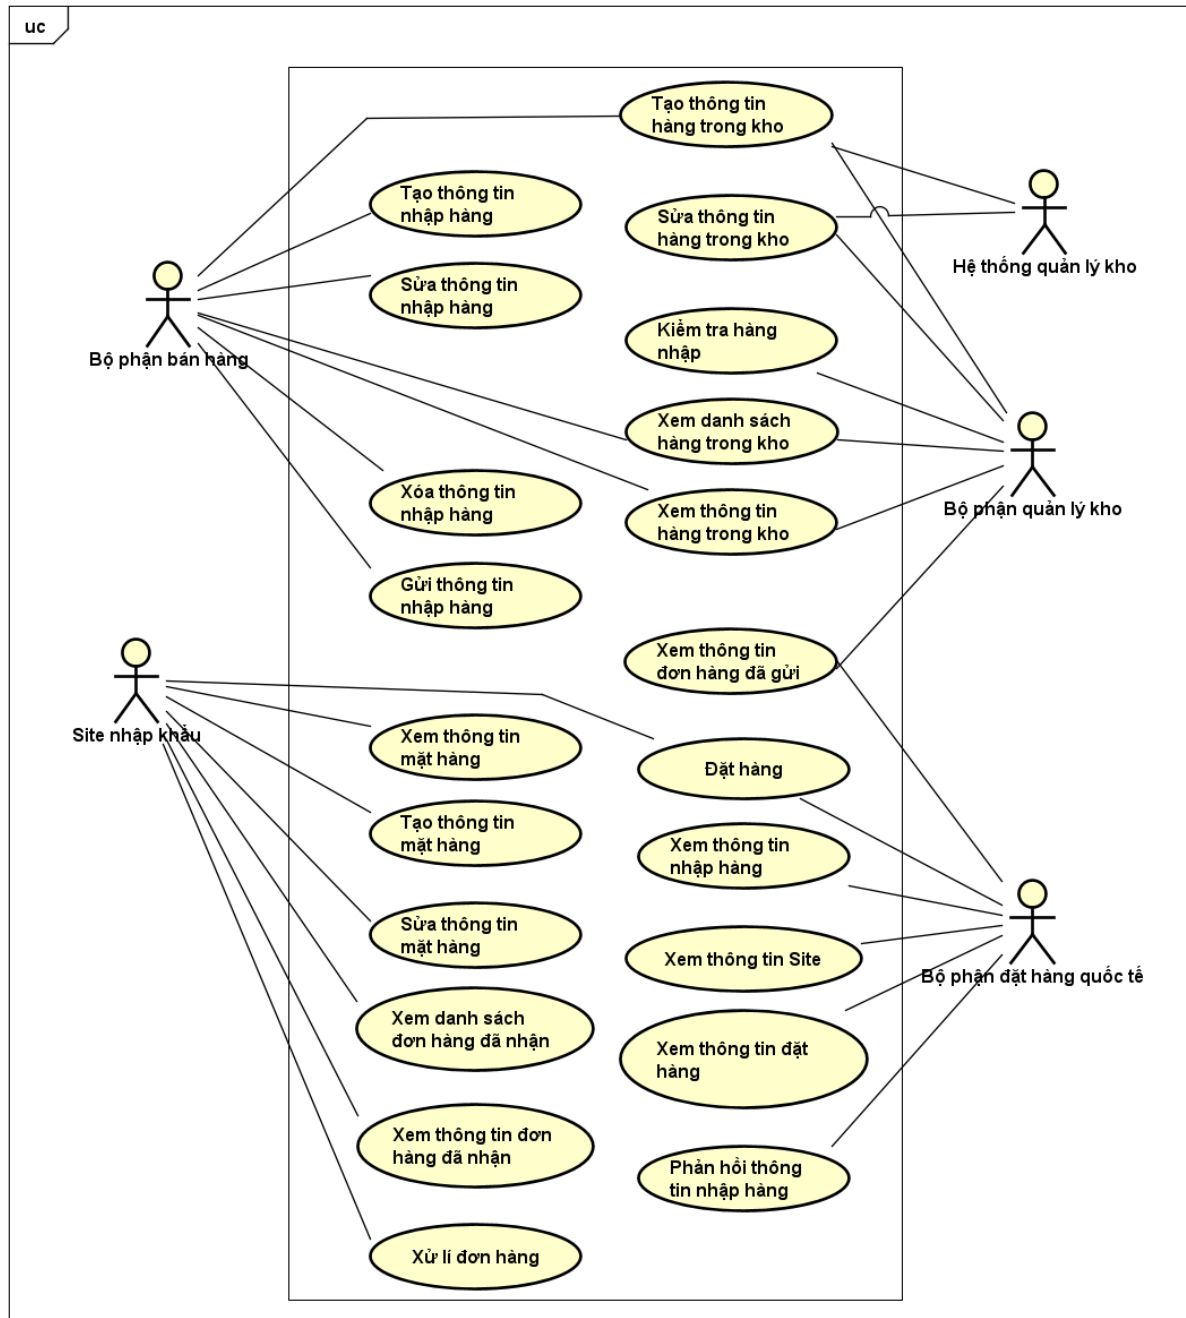 uc
Tạo thông tin
hàng trong kho
Tạo thông tin
nhập hàng
Sửa thông tin
hàng trong kho
Hệ thống quản lý kho
Sửa thông tin
nhập hàng
Bộ phận bán hàng
Kiểm tra hàng
nhập
Xem danh sách
hàng trong kho
Bộ phận quản lý kho
Xóa thông tin
nhập hàng
Xem thông tin
hàng trong kho
Gửi thông tin
nhập hàng
Xem thông tin
đơn hàng đã gửi
Site nhập khẩu
Xem thông tin
mặt hàng
Đặt hàng
Tạo thông tin
mặt hàng
Xem thông tin
nhập hàng
Sửa thông tin
mặt hàng
Xem thông tin Site
Bộ phận đặt hàng quốc tế
Xem danh sách
đơn hàng đã nhận
Xem thông tin đặt
hàng
Xem thông tin đơn
hàng đã nhận
Phản hồi thông
tin nhập hàng
Xử lí đơn hàng